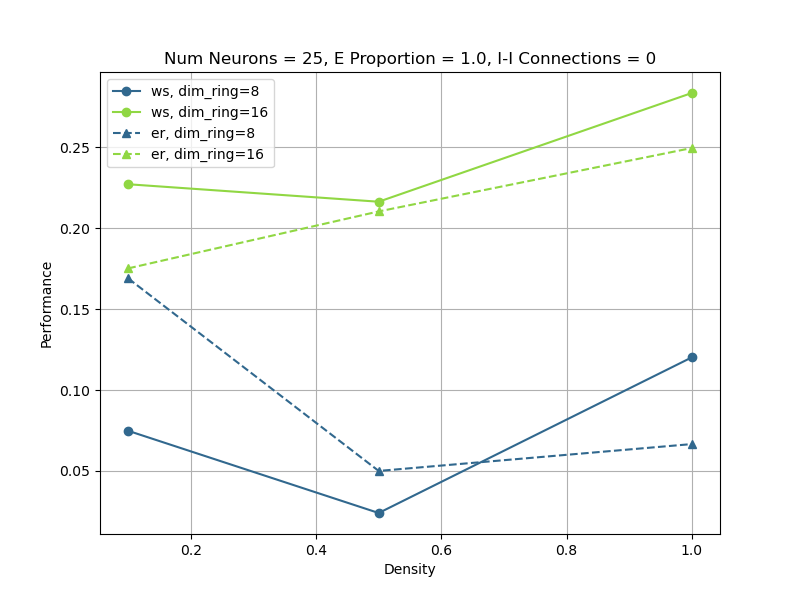 Num Neurons = 25, E Proportion = 1.0, I-I Connections = 0
ws, dim_ring=8
ws, dim_ring=16
er, dim_ring=8
er, dim_ring=16
0.25
0.20
0.15
0.10
0.05
Performance
0.2 0.4 0.6 0.8 1.0
Density